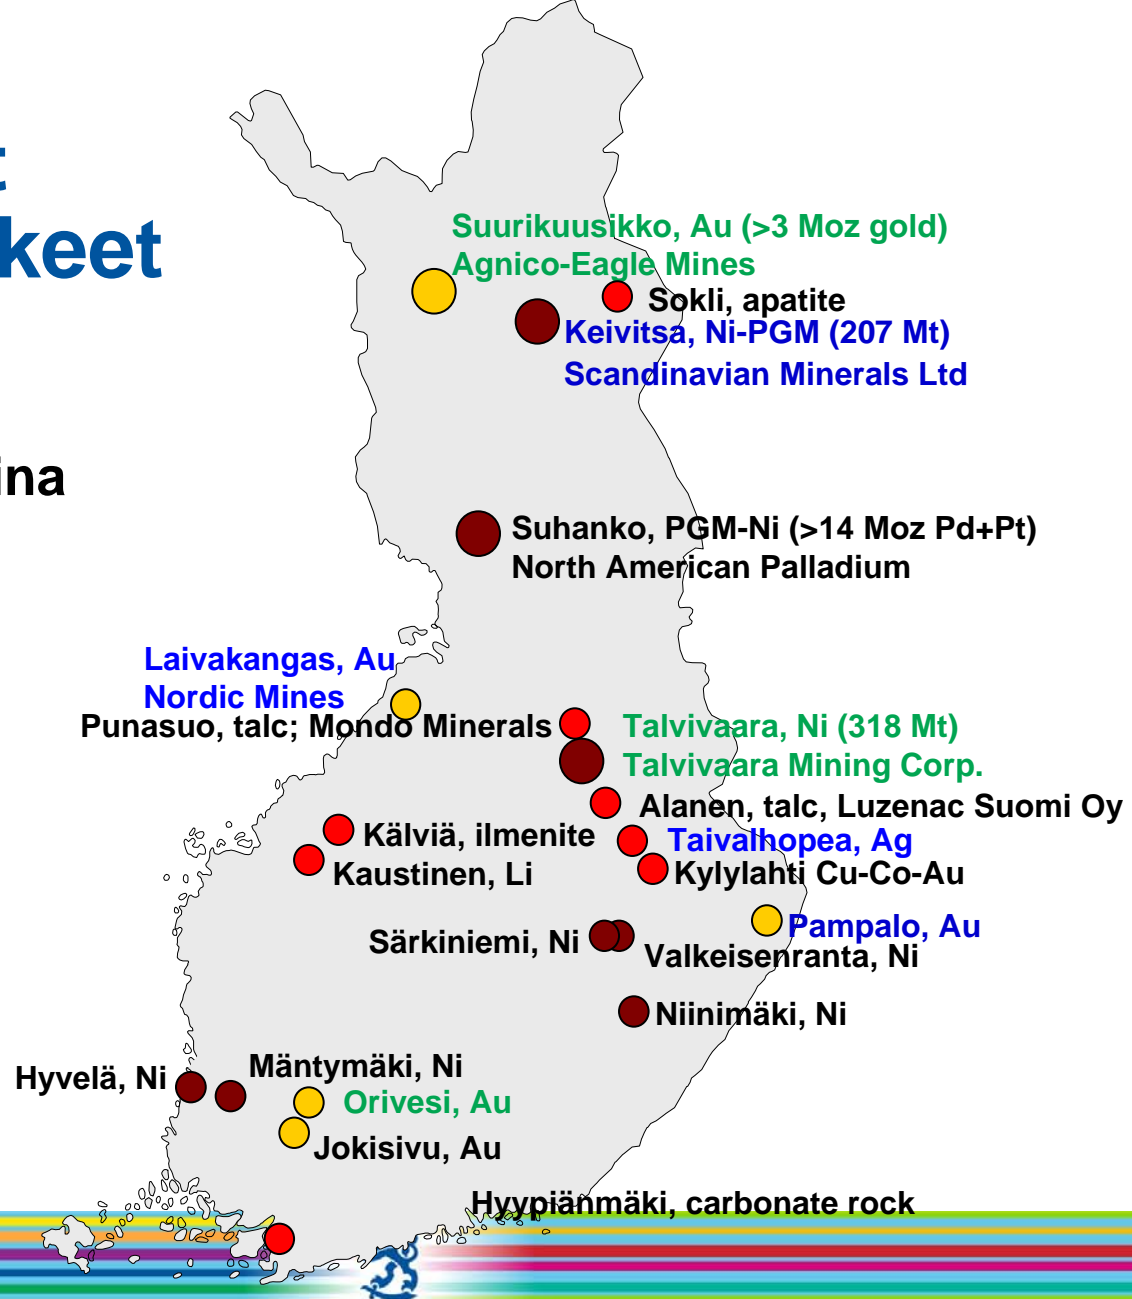 t
keet
ina
Suurikuusikko, Au (>3 Moz gold)
Agnico-Eagle Mines
Sokli, apatite
Keivitsa, Ni-PGM (207 Mt)
Scandinavian Minerals Ltd
Suhanko, PGM-Ni (>14 Moz Pd+Pt)
North American Palladium
Laivakangas, Au
Nordic Mines
Punasuo, talc; Mondo Minerals
Talvivaara, Ni (318 Mt)
Talvivaara Mining Corp.
Alanen, talc, Luzenac Suomi Oy
Kälviä, ilmenite
Taivalhopea, Ag
Kaustinen, Li
Kylylahti Cu-Co-Au
Pampalo, Au
Särkiniemi, Ni
Valkeisenranta, Ni
Niinimäki, Ni
Mäntymäki, Ni
Hyvelä, Ni
Orivesi, Au
Jokisivu, Au
Hyypiänmäki, carbonate rock